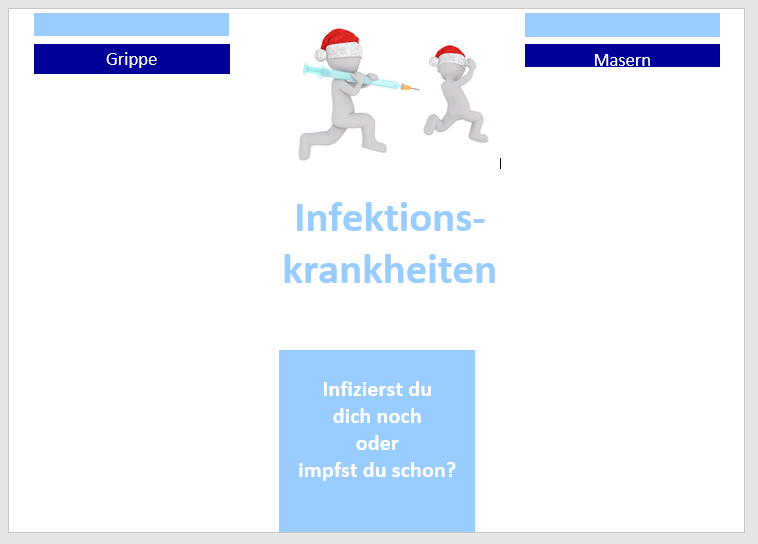 Grippe
Masern
Infektions-
krankheiten
Infizierst du
dich noch
oder
impfst du schon?